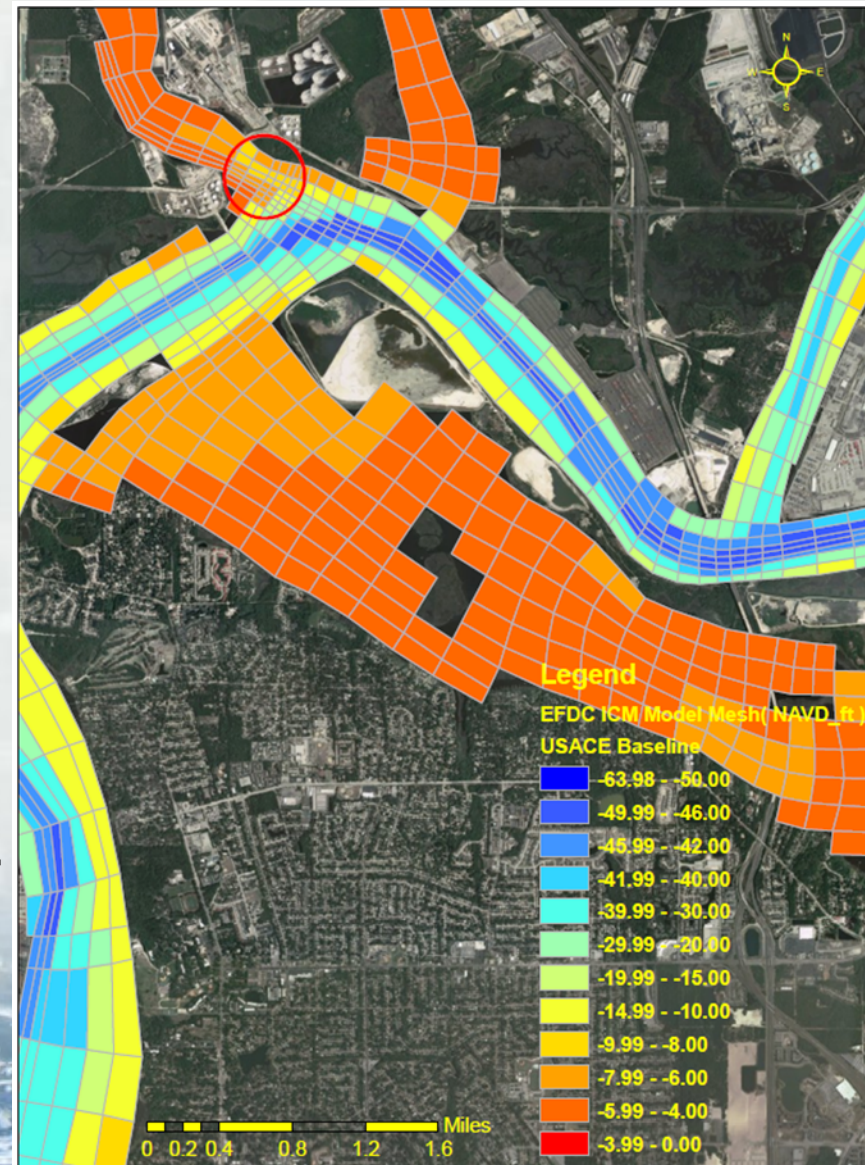 N
W E
S
Legend
EFDC ICM Model Mesh( NAVD_ft )
USACE Baseline
-63.98 - -50.00
-49.99 - -46.00
-45.99 - -42.00
-41.99 - -40.00
-39.99 - -30.00
-29.99 - -20.00
-19.99 - -15.00
-14.99 - -10.00
-9.99 - -8.00
-7.99 - -6.00
-5.99 - -4.00
-3.99 - 0.00
Miles
0 0.2 0.4 0.8 1.2 1.6